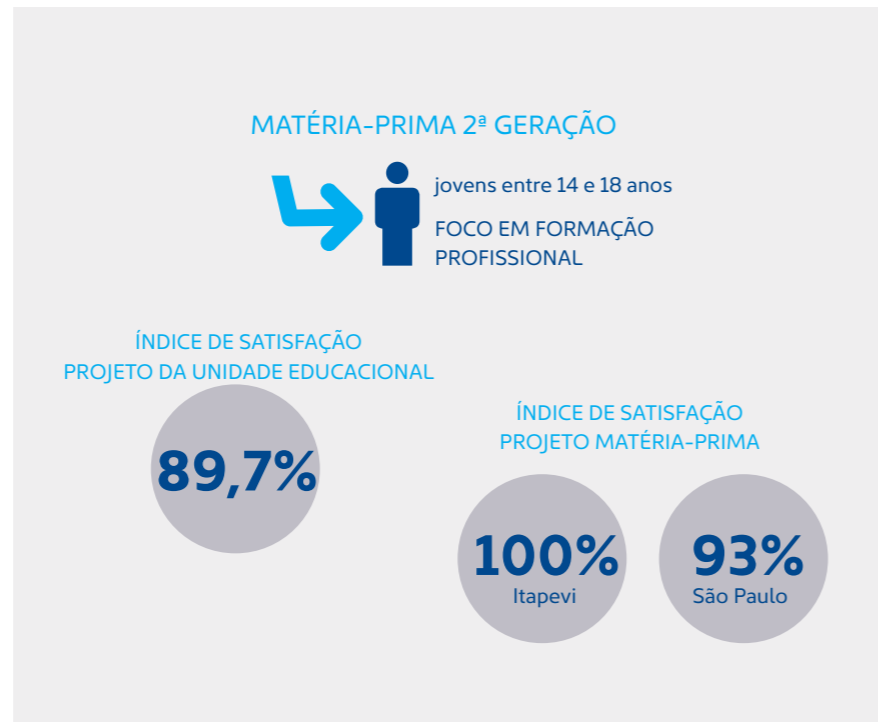 MATÉRIA-PRIMA 2ª GERAÇÃO
jovens entre 14 e 18 anos
FOCO EM FORMAÇÃO
PROFISSIONAL
ÍNDICE DE SATISFAÇÃO
PROJETO DA UNIDADE EDUCACIONAL
89,7%
ÍNDICE DE SATISFAÇÃO
PROJETO MATÉRIA-PRIMA
100%
Itapevi
93%
São Paulo